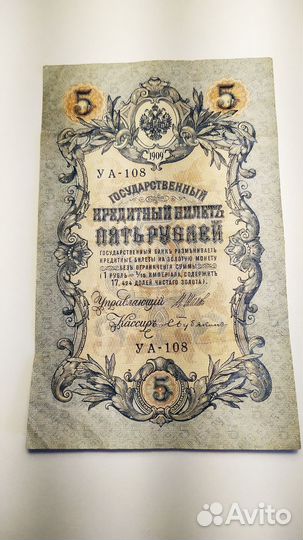 5 5
1909
УА-108
ГОСУДАРСТВЕННЫЙ
КРЕДИТНЫЙ БИЛЕТЪ
ПЯТЬ РУБЛЕЙ
ГОСУДАРСТВЕННЫЙ БАНКЪ РАЗМѢНИВАЕТЪ
КРЕДИТНЫЕ БИЛЕТЫ НА ЗОЛОТУЮ МОНЕТУ
БЕЗЪ ОГРАНИЧЕНІЯ СУММЫ
(1 РУБЛЬ = 1/15 ИМПЕРІАЛА, СОДЕРЖИТЪ
17,424 ДОЛЕЙ ЧИСТАГО ЗОЛОТА).
Управляющій
Кассиръ
УА-108
5
Avito